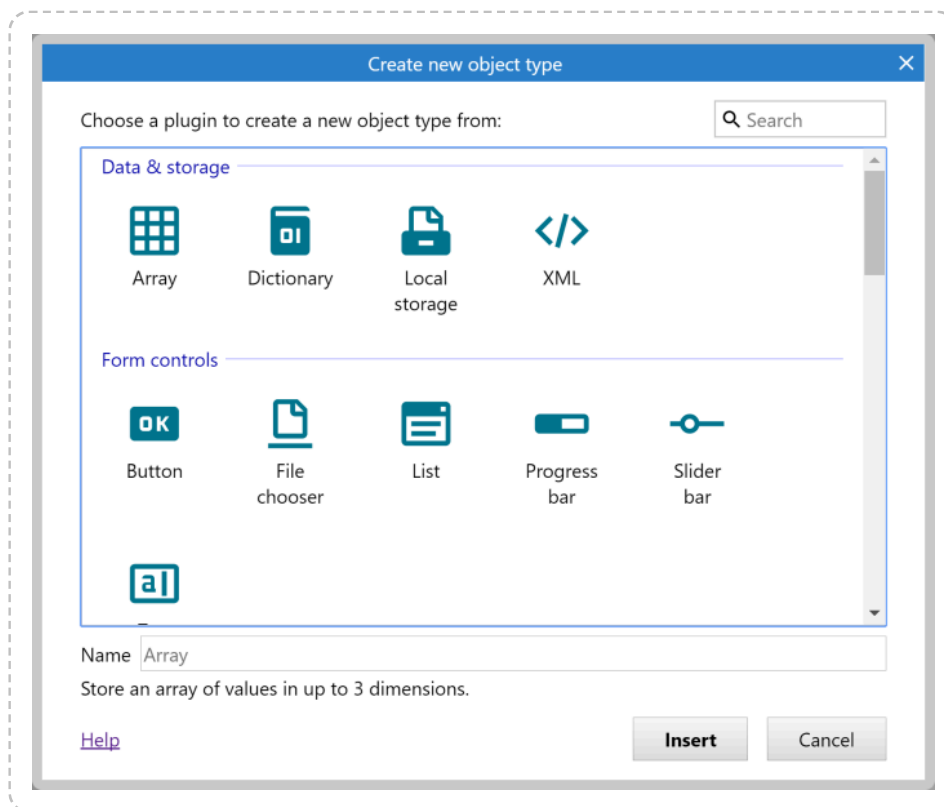 Create new object type
Choose a plugin to create a new object type from:
Search
Data & storage
Array
Dictionary
Local
storage
XML
Form controls
OK
Button
File
chooser
List
Progress
bar
Slider
bar
a
Name Array
Store an array of values in up to 3 dimensions.
Help
Insert
Cancel